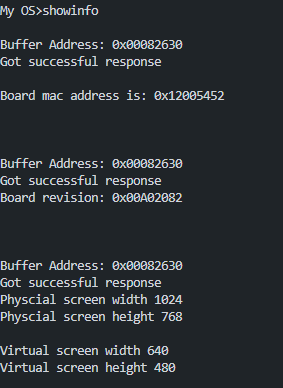 My OS>showinfo
Buffer Address: 0x00082630
Got successful response
Board mac address is: 0x12005452
Buffer Address: 0x00082630
Got successful response
Board revision: 0x00A02082
Buffer Address: 0x00082630
Got successful response
Physcial screen width 1024
Physcial screen height 768
Virtual screen width 640
Virtual screen height 480